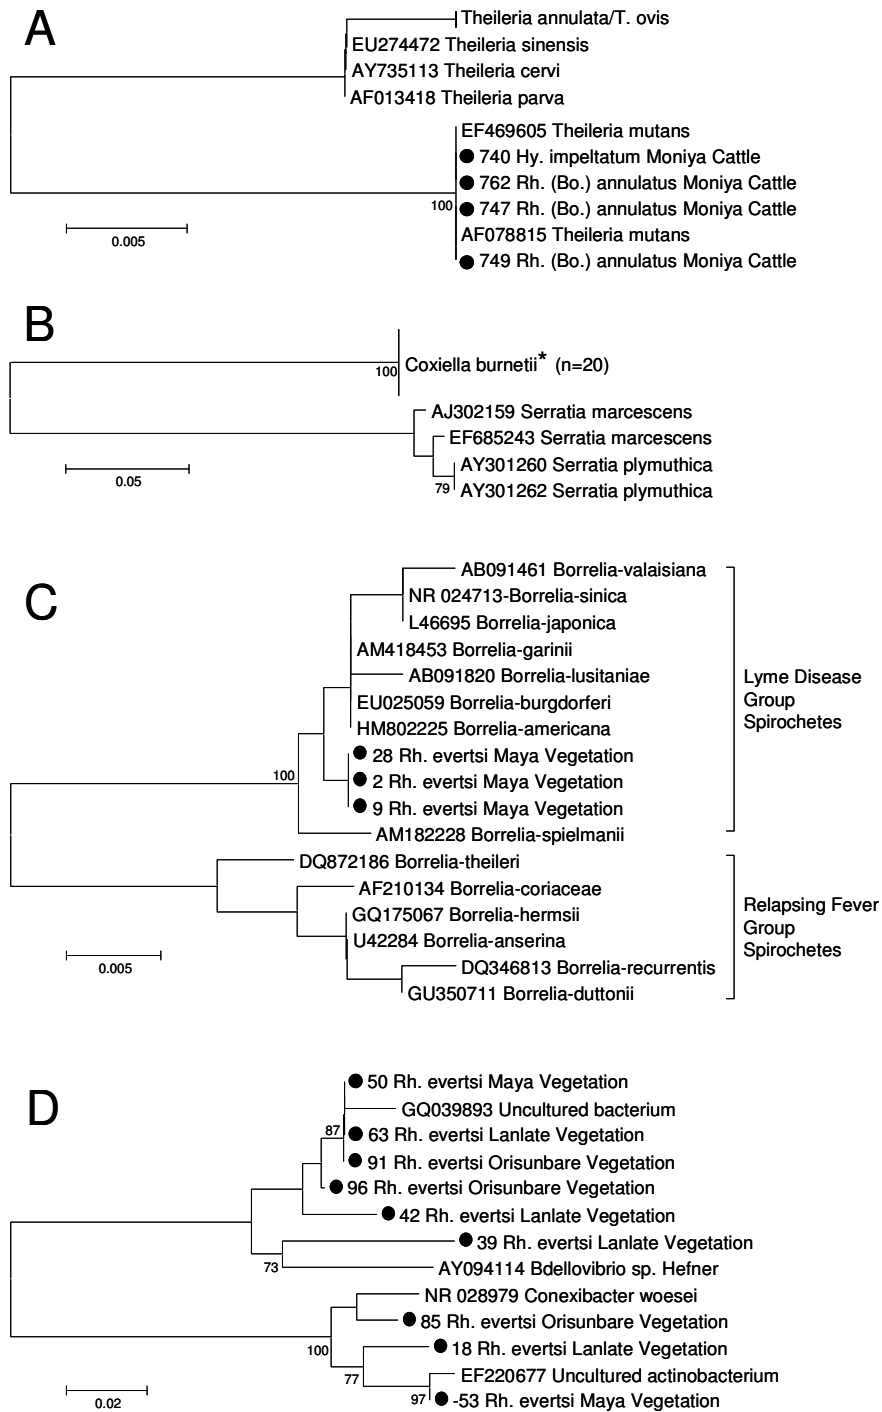 A
Theileria annulata/T. ovis
EU274472 Theileria sinensis
AY735113 Theileria cervi
AF013418 Theileria parva
EF469605 Theileria mutans
740 Hy. impeltatum Moniya Cattle
762 Rh. (Bo.) annulatus Moniya Cattle
747 Rh. (Bo.) annulatus Moniya Cattle
100
AF078815 Theileria mutans
0.005
749 Rh. (Bo.) annulatus Moniya Cattle
B
Coxiella burnetii* (n=20)
100
AJ302159 Serratia marcescens
EF685243 Serratia marcescens
AY301260 Serratia plymuthica
0.05
79
AY301262 Serratia plymuthica
C
AB091461 Borrelia-valaisiana
NR 024713-Borrelia-sinica
L46695 Borrelia-japonica
AM418453 Borrelia-garinii
AB091820 Borrelia-lusitaniae
EU025059 Borrelia-burgdorferi
HM802225 Borrelia-americana
Lyme Disease
Group
Spirochetes
28 Rh. evertsi Maya Vegetation
100
2 Rh. evertsi Maya Vegetation
9 Rh. evertsi Maya Vegetation
AM182228 Borrelia-spielmanii
DQ872186 Borrelia-theileri
AF210134 Borrelia-coriaceae
GQ175067 Borrelia-hermsii
U42284 Borrelia-anserina
DQ346813 Borrelia-recurrentis
GU350711 Borrelia-duttonii
Relapsing Fever
Group
Spirochetes
0.005
D
50 Rh. evertsi Maya Vegetation
GQ039893 Uncultured bacterium
87
63 Rh. evertsi Lanlate Vegetation
91 Rh. evertsi Orisunbare Vegetation
96 Rh. evertsi Orisunbare Vegetation
42 Rh. evertsi Lanlate Vegetation
39 Rh. evertsi Lanlate Vegetation
73
AY094114 Bdellovibrio sp. Hefner
NR 028979 Conexibacter woesei
85 Rh. evertsi Orisunbare Vegetation
100
18 Rh. evertsi Lanlate Vegetation
77
EF220677 Uncultured actinobacterium
97
-53 Rh. evertsi Maya Vegetation
0.02